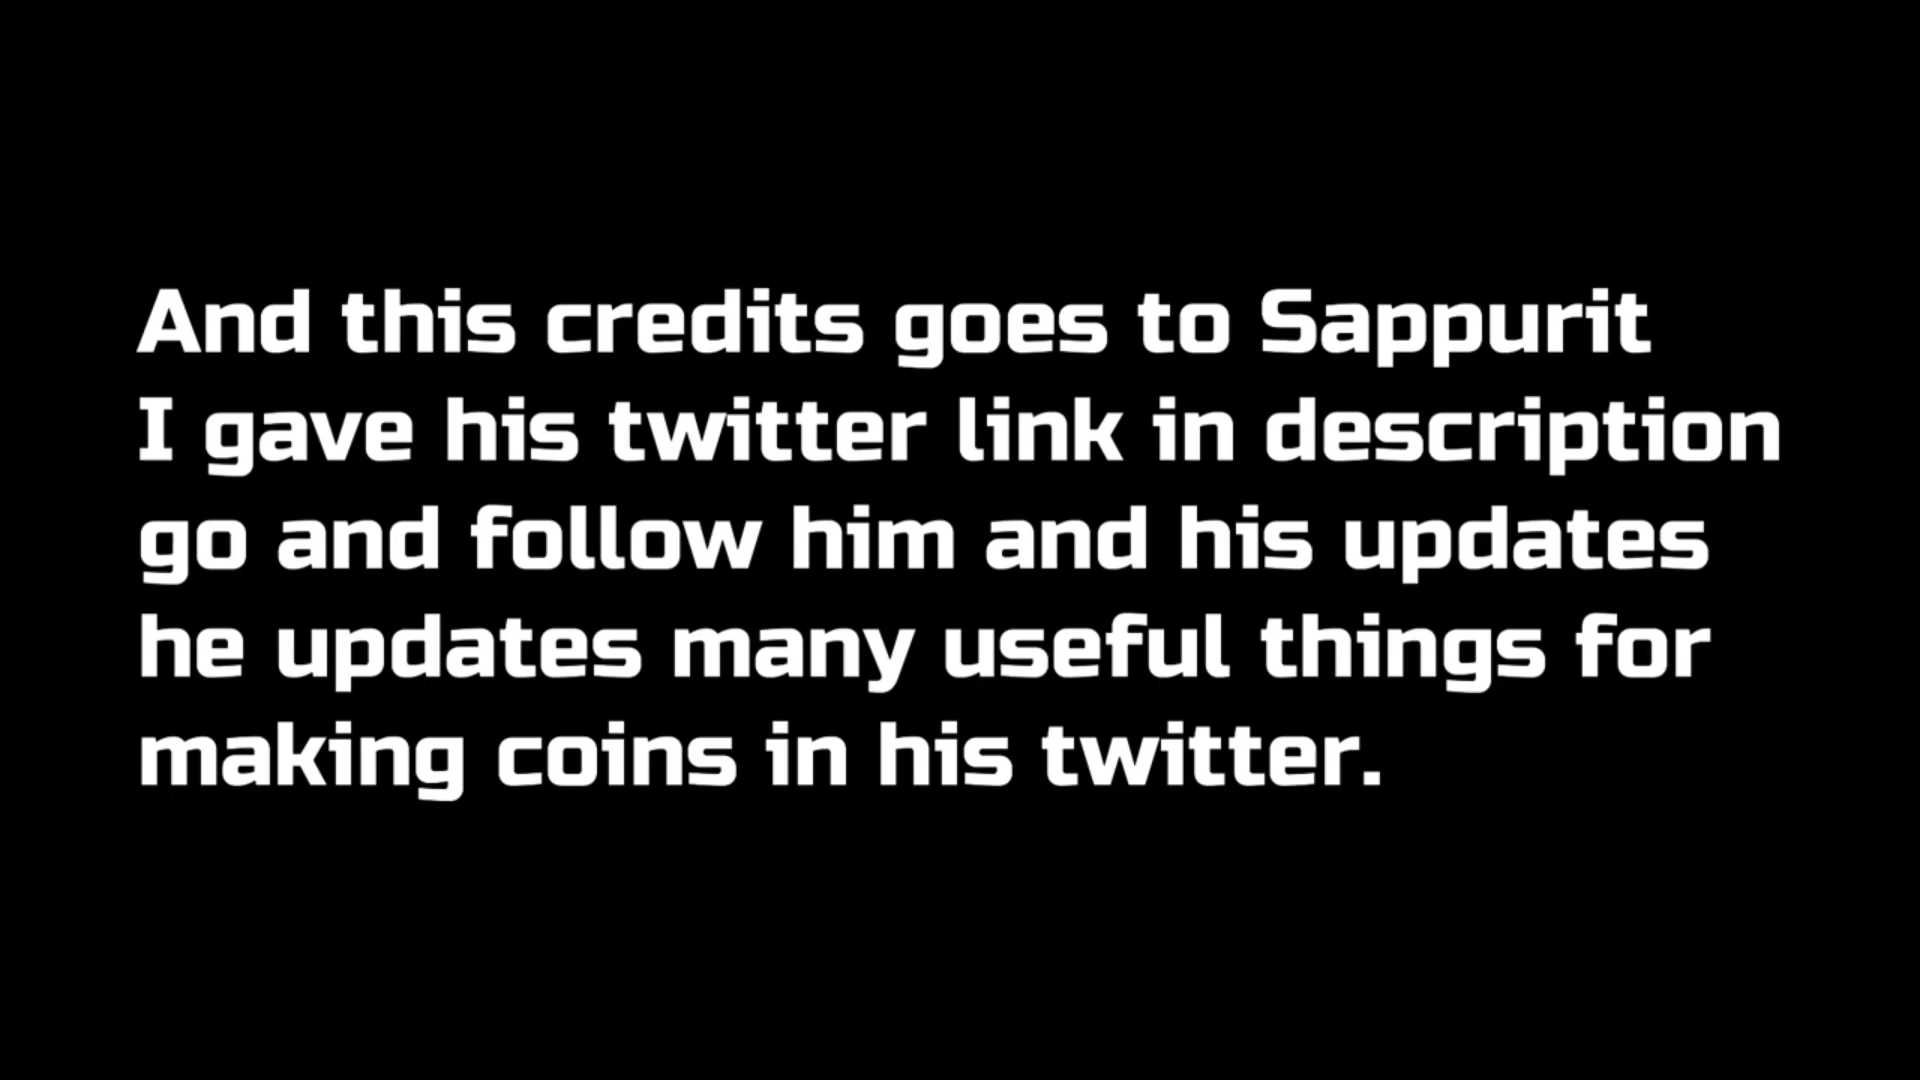 And this credits goes to Sappurit
I gave his twitter link in description
go and follow him and his updates
he updates many useful things for
making coins in his twitter.